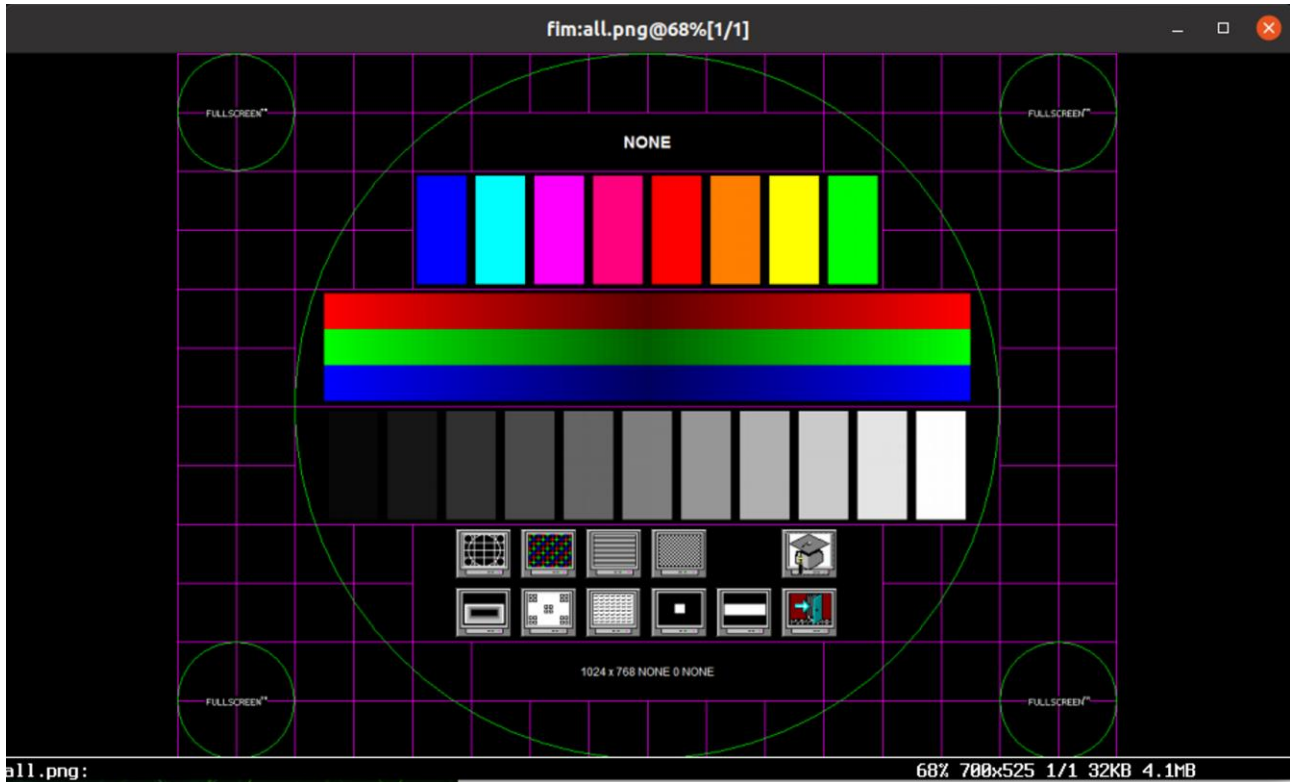 fim:all.png@68%[1/1]
FULLSCREEN
FULLSCREEN
NONE
1024 x 768 NONE 0 NONE
FULLSCREEN
FULLSCREEN
all.png:
68% 700x525 1/1 32KB 4.1MB